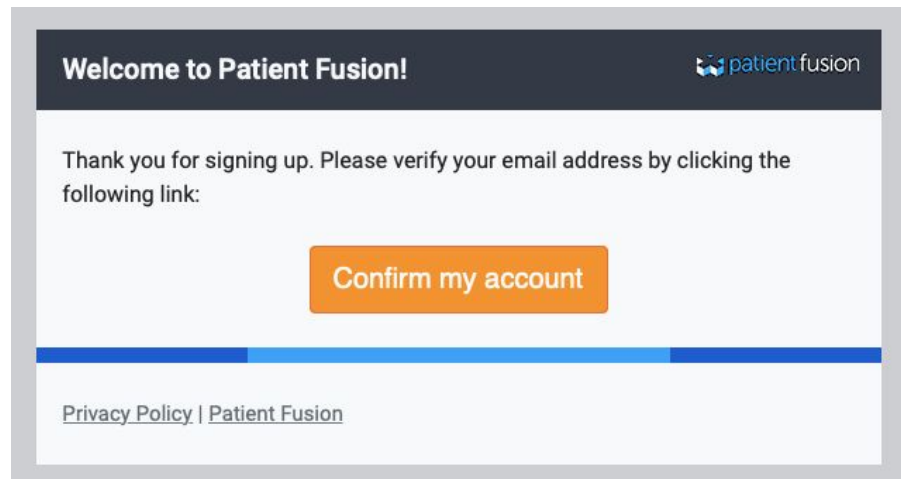 Welcome to Patient Fusion!
patientfusion
Thank you for signing up. Please verify your email address by clicking the
following link:
Confirm my account
Privacy Policy | Patient Fusion